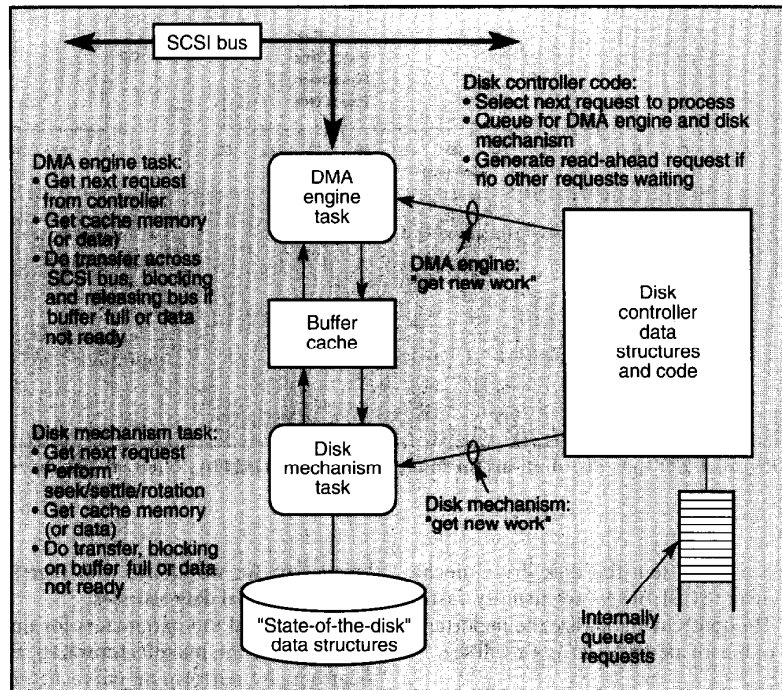 SCSI bus
Disk controller code:
• Select next request to process
• Queue for DMA engine and disk
mechanism
• Generate read-ahead request if
no other requests waiting
DMA engine task:
• Get next request
from controller
• Get cache memory
(or data)
• Do transfer across
SCSI bus, blocking
and releasing bus if
buffer full or data
not ready
DMA
engine
task
DMA engine:
"get new work"
Buffer
cache
Disk
controller
data
structures
and code
Disk mechanism task:
• Get next request
• Perform
seek/settle/rotation
• Get cache memory
(or data)
• Do transfer, blocking
on buffer full or data
not ready
Disk
mechanism
task
Disk mechanism:
"get new work"
"State-of-the-disk"
data structures
Internally
queued
requests